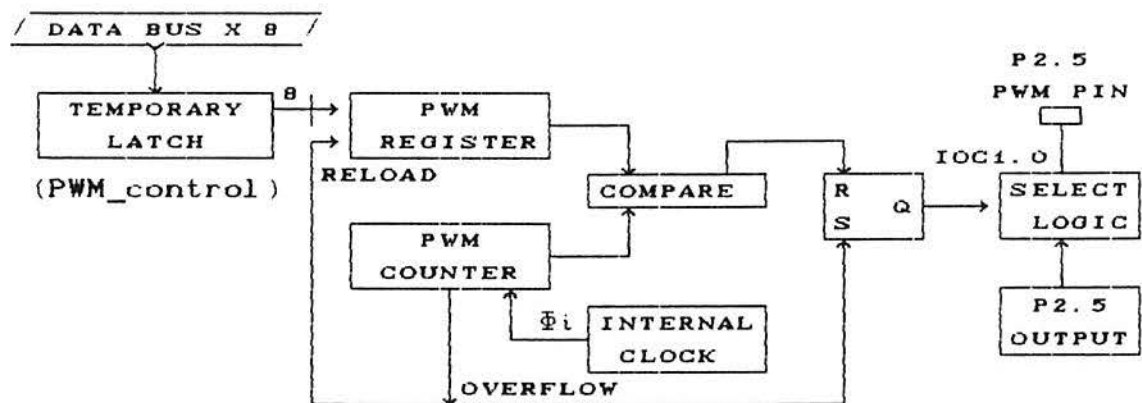 DATA BUS X 8
TEMPORARY
LATCH
(PWM_control)
8
PWM
REGISTER
RELOAD
PWM
COUNTER
Φi
INTERNAL
CLOCK
OVERFLOW
COMPARE
R
S
Q
P2.5
PWM PIN
IOC1.0
SELECT
LOGIC
P2.5
OUTPUT